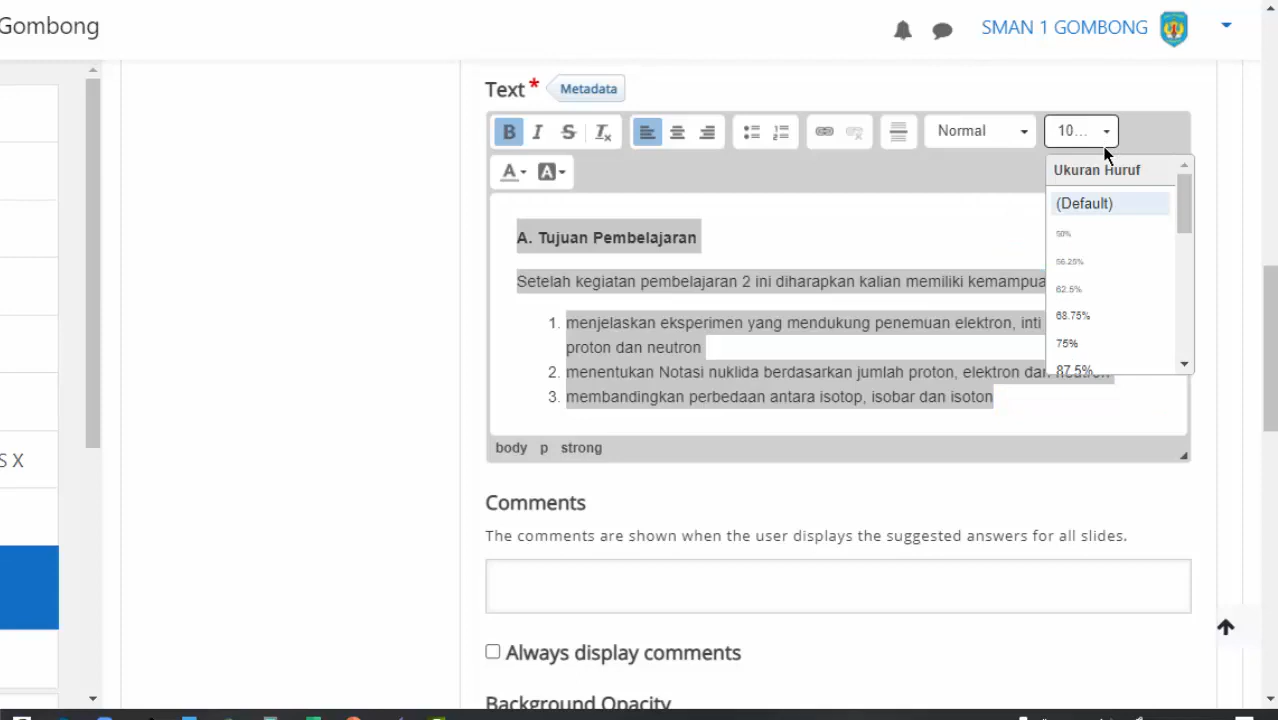 Gombong
SMAN 1 GOMBONG
Text * Metadata
B I S Tx Normal 10...
A A
Ukuran Huruf
(Default)
50%
56.25%
62.5%
68.75%
75%
87.5%
A. Tujuan Pembelajaran
Setelah kegiatan pembelajaran 2 ini diharapkan kalian memiliki
1. menjelaskan eksperimen yang mendukung penemuan elektron, inti
proton dan neutron
2. menentukan Notasi nuklida berdasarkan jumlah proton, elektron dan
3. membandingkan perbedaan antara isotop, isobar dan isoton
body p strong
S X
Comments
The comments are shown when the user displays the suggested answers for all slides.
Always display comments
Background Opacity